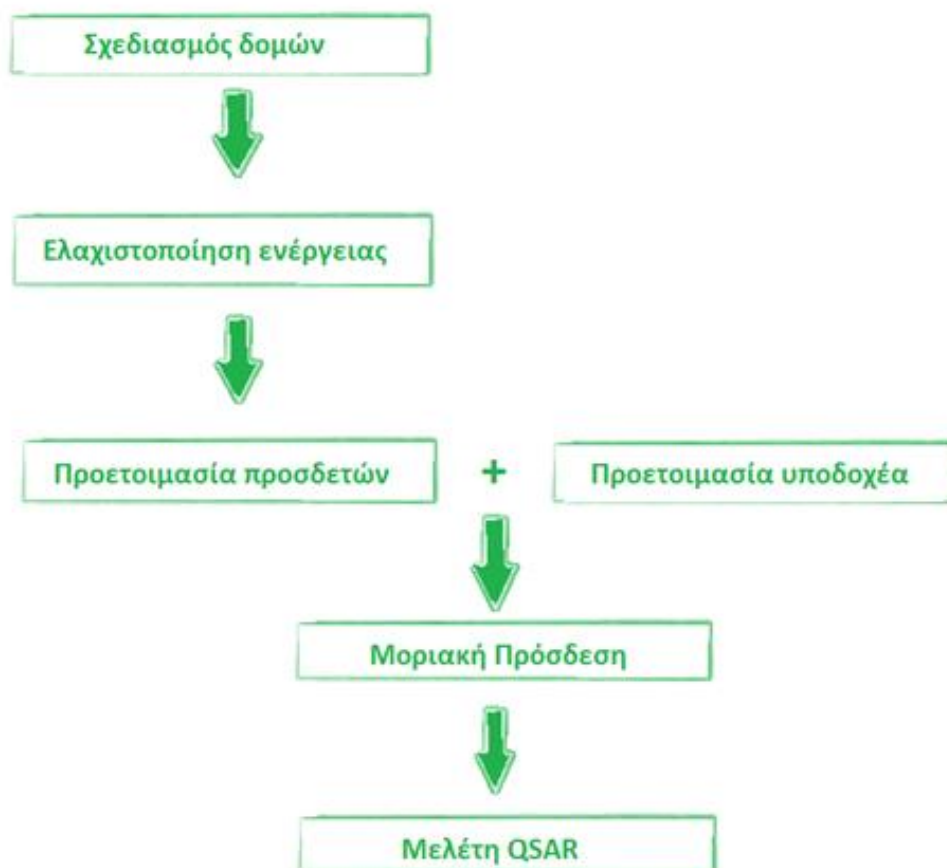 Σχεδιασμός δομών
Ελαχιστοποίηση ενέργειας
Προετοιμασία προσδετών + Προετοιμασία υποδοχέα
Μοριακή Πρόσδεση
Μελέτη QSAR